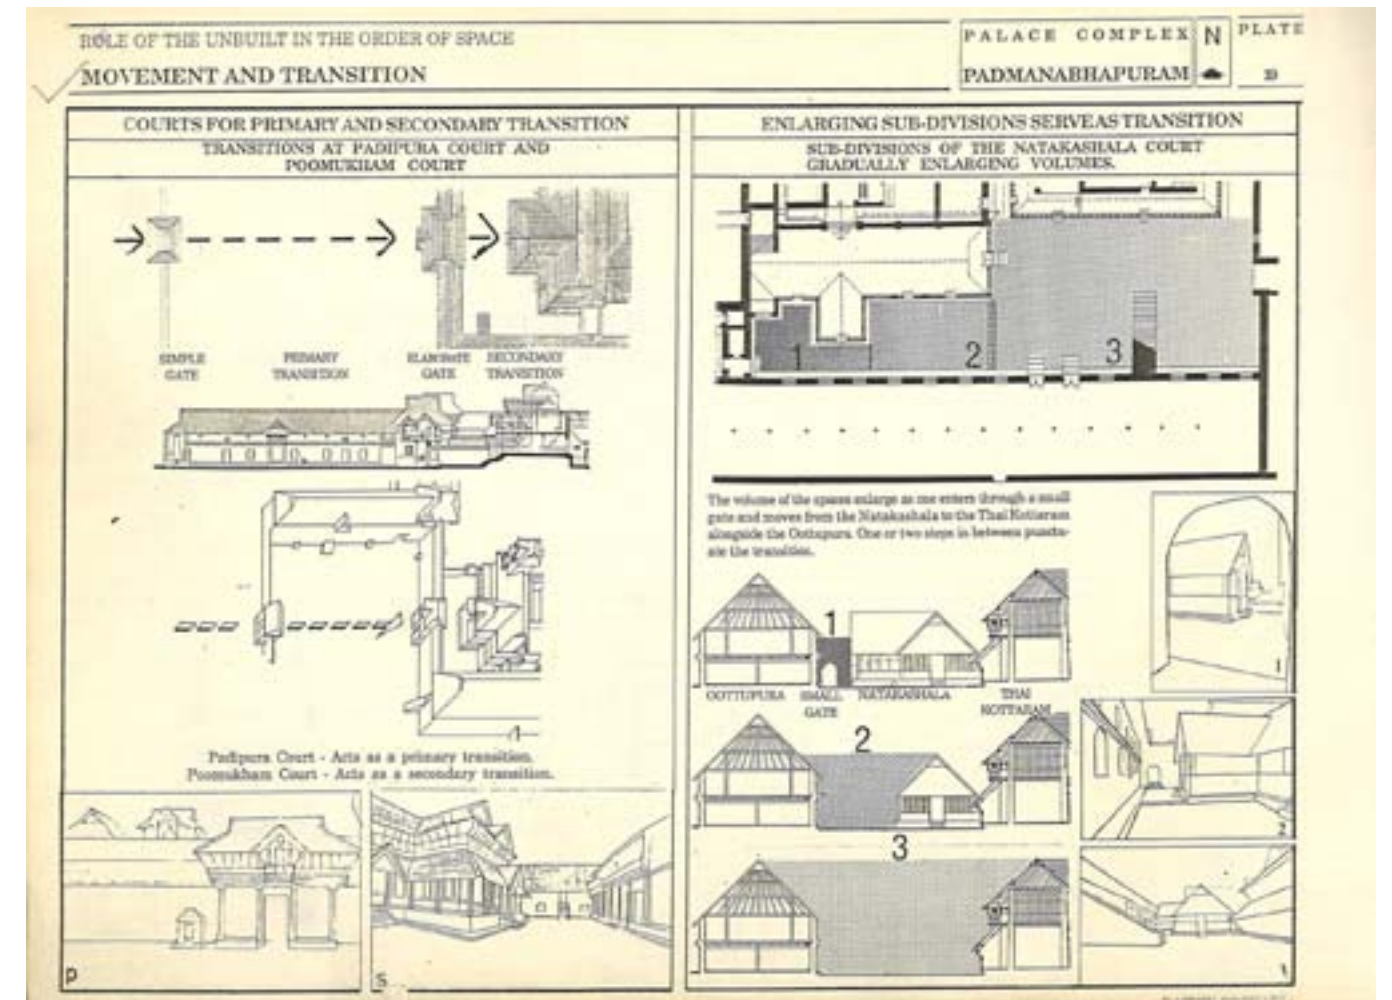 ROLE OF THE UNBUILT IN THE ORDER OF SPACE
MOVEMENT AND TRANSITION
PALACE COMPLEX
PADMANABHAPURAM
N
PLATE
COURTS FOR PRIMARY AND SECONDARY TRANSITION
TRANSITIONS AT PADIPURA COURT AND
POOMUKHAM COURT
SIMPLE
GATE
PRIMARY
TRANSITION
ELABORATE
GATE
SECONDARY
TRANSITION
Padipura Court - Acts as a primary transition.
Poomukham Court - Acts as a secondary transition.
P
S
ENLARGING SUB-DIVISIONS SERVE AS TRANSITION
SUB-DIVISIONS OF THE NATAKASHALA COURT
GRADUALLY ENLARGING VOLUMES.
1
2
3
The volume of the spaces enlarge as one enters through a small
gate and moves from the Natakashala to the Thai Kottaram
alongside the Oottupura. One or two steps in between punctu-
ate the transition.
1
OOTTUPURA
SMALL
GATE
NATAKASHALA
THAI
KOTTARAM
2
3
1
2